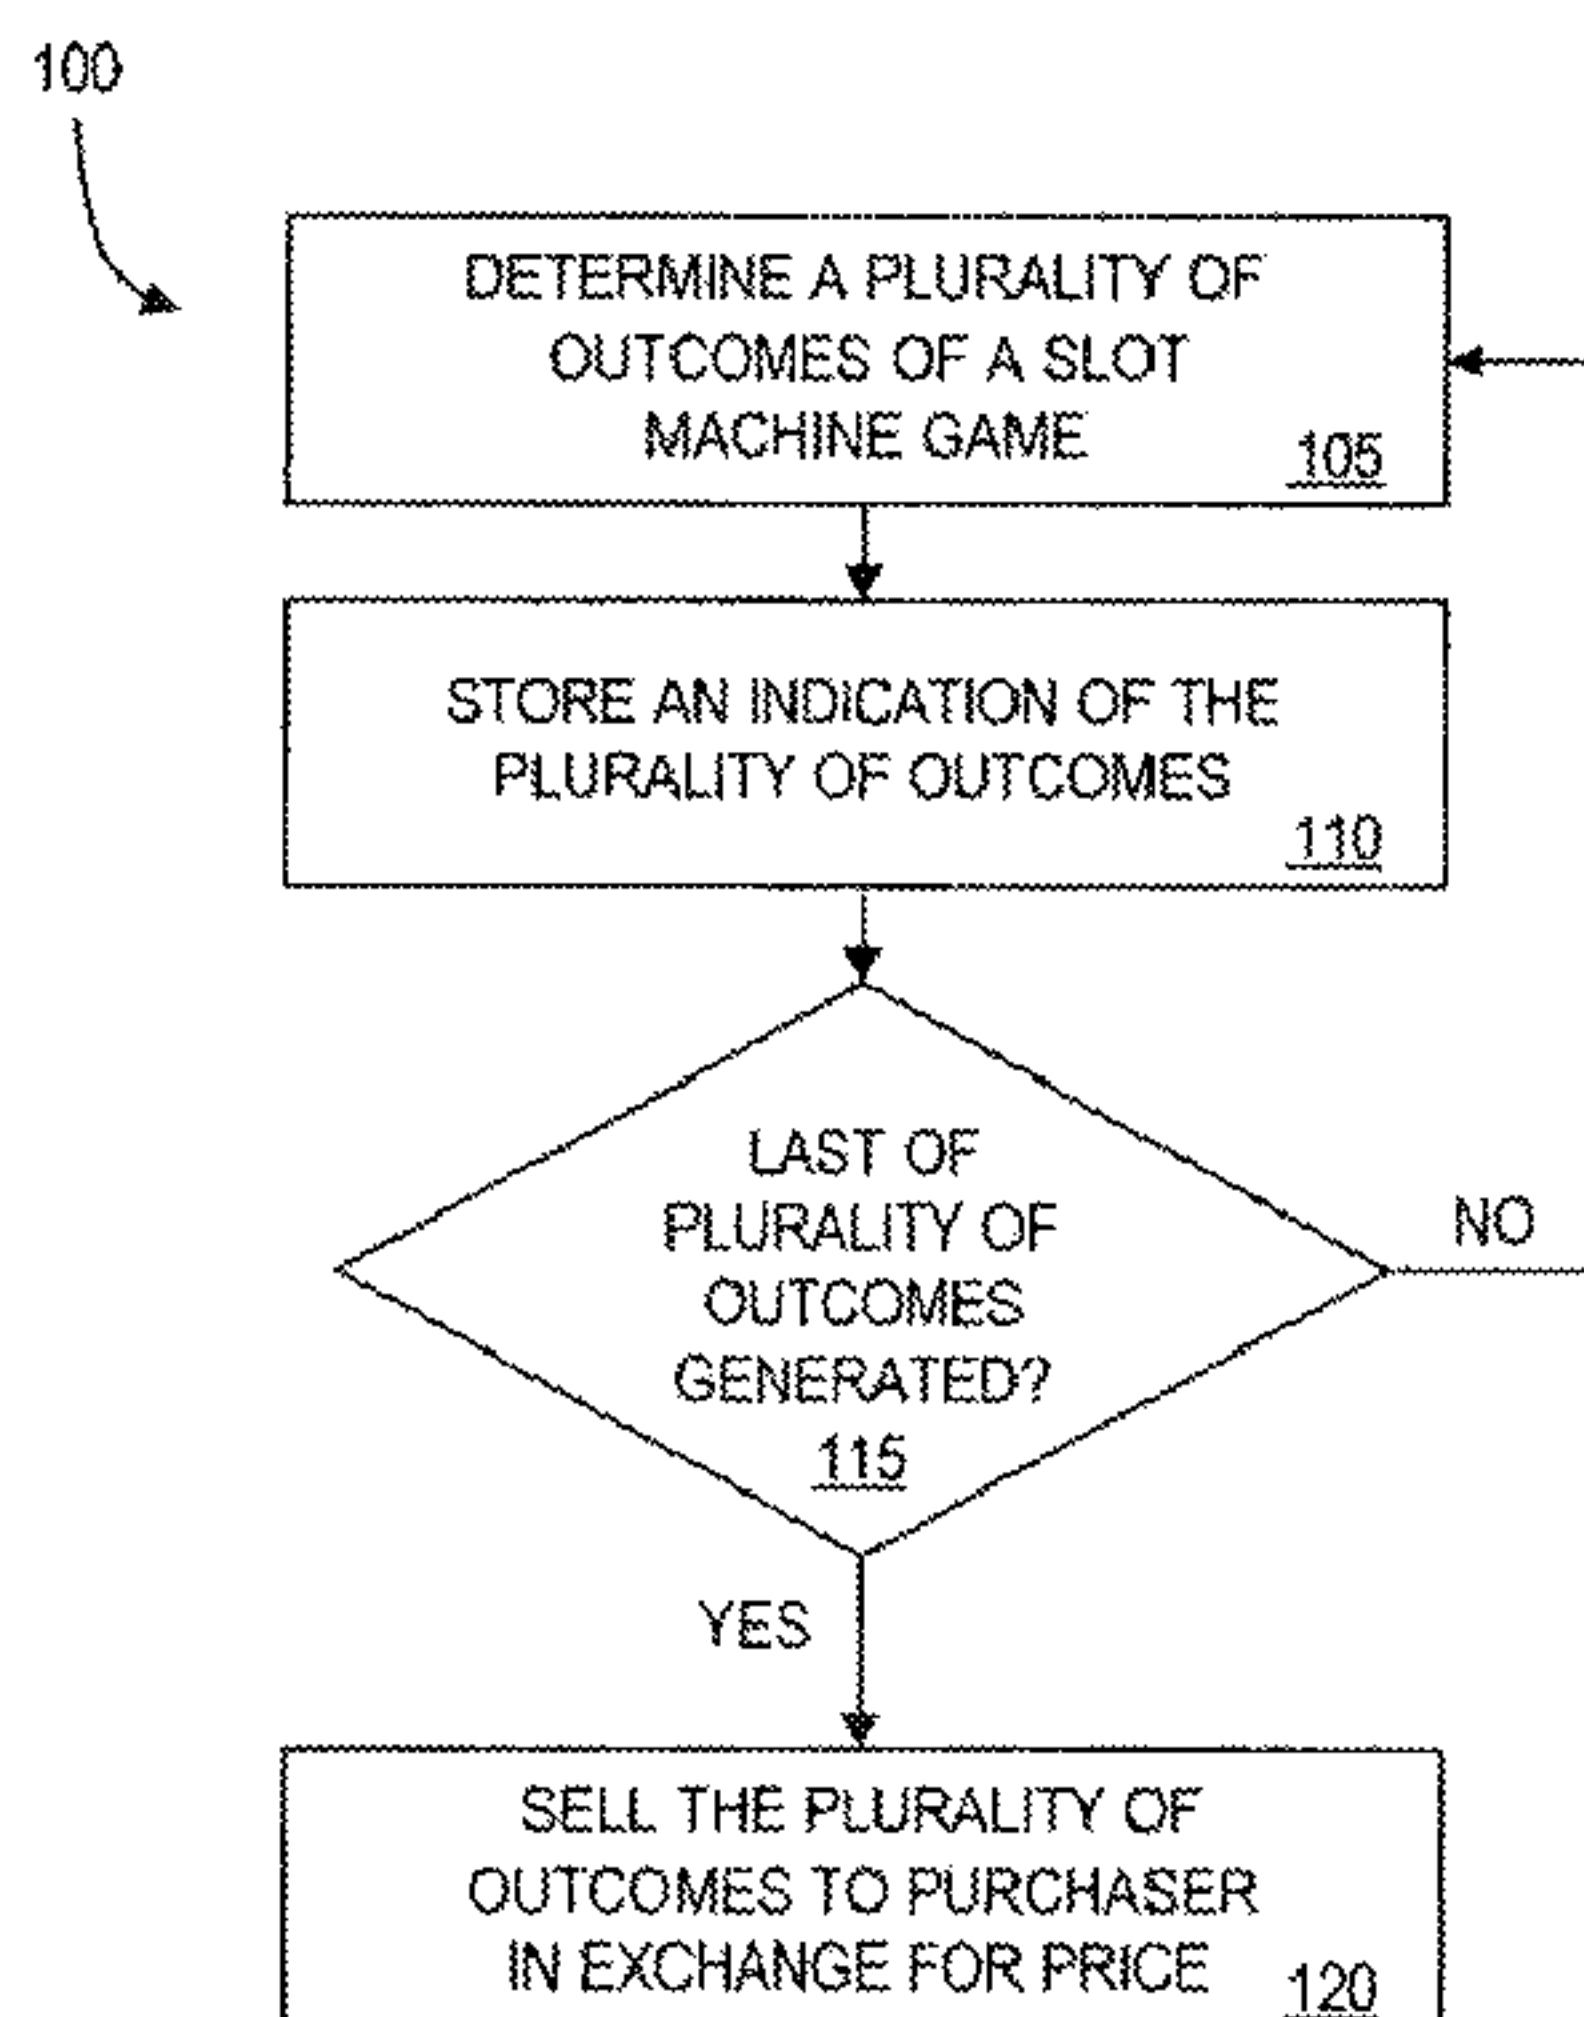 100
DETERMINE A PLURALITY OF
OUTCOMES OF A SLOT
MACHINE GAME
105
STORE AN INDICATION OF THE
PLURALITY OF OUTCOMES
110
LAST OF
PLURALITY OF
OUTCOMES
GENERATED?
115
NO
YES
SELL THE PLURALITY OF
OUTCOMES TO PURCHASER
IN EXCHANGE FOR PRICE
120